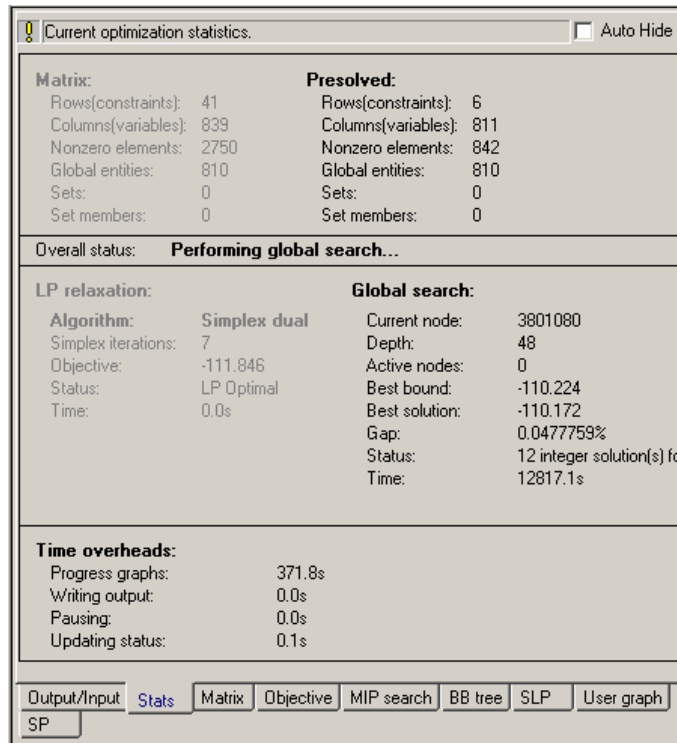 Current optimization statistics.
Auto Hide
Matrix:
Rows(constraints): 41
Columns(variables): 839
Nonzero elements: 2750
Global entities: 810
Sets: 0
Set members: 0
Presolved:
Rows(constraints): 6
Columns(variables): 811
Nonzero elements: 842
Global entities: 810
Sets: 0
Set members: 0
Overall status: Performing global search...
LP relaxation:
Algorithm: Simplex dual
Simplex iterations: 7
Objective: -111.846
Status: LP Optimal
Time: 0.0s
Global search:
Current node: 3801080
Depth: 48
Active nodes: 0
Best bound: -110.224
Best solution: -110.172
Gap: 0.0477759%
Status: 12 integer solution(s) fo
Time: 12817.1s
Time overheads:
Progress graphs: 371.8s
Writing output: 0.0s
Pausing: 0.0s
Updating status: 0.1s
Output/Input Stats Matrix Objective MIP search BB tree SLP User graph
SP